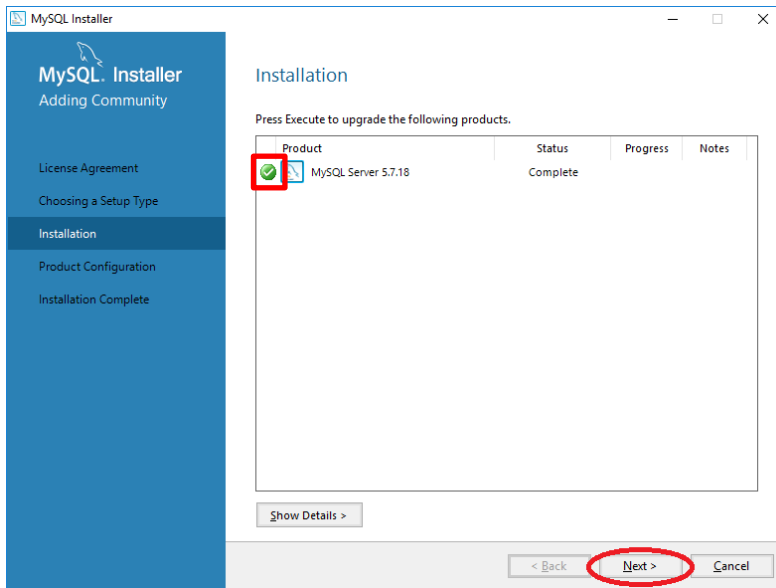 MySQL Installer
MySQL. Installer
Adding Community
License Agreement
Choosing a Setup Type
Installation
Product Configuration
Installation Complete
Installation
Press Execute to upgrade the following products.
Product Status Progress Notes
MySQL Server 5.7.18 Complete
Show Details >
< Back Next > Cancel